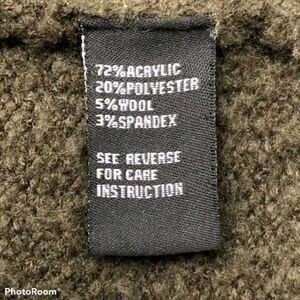 72%ACRYLIC
20%POLYESTER
5%WOOL
3%SPANDEX
SEE REVERSE
FOR CARE
INSTRUCTION
PhotoRoom